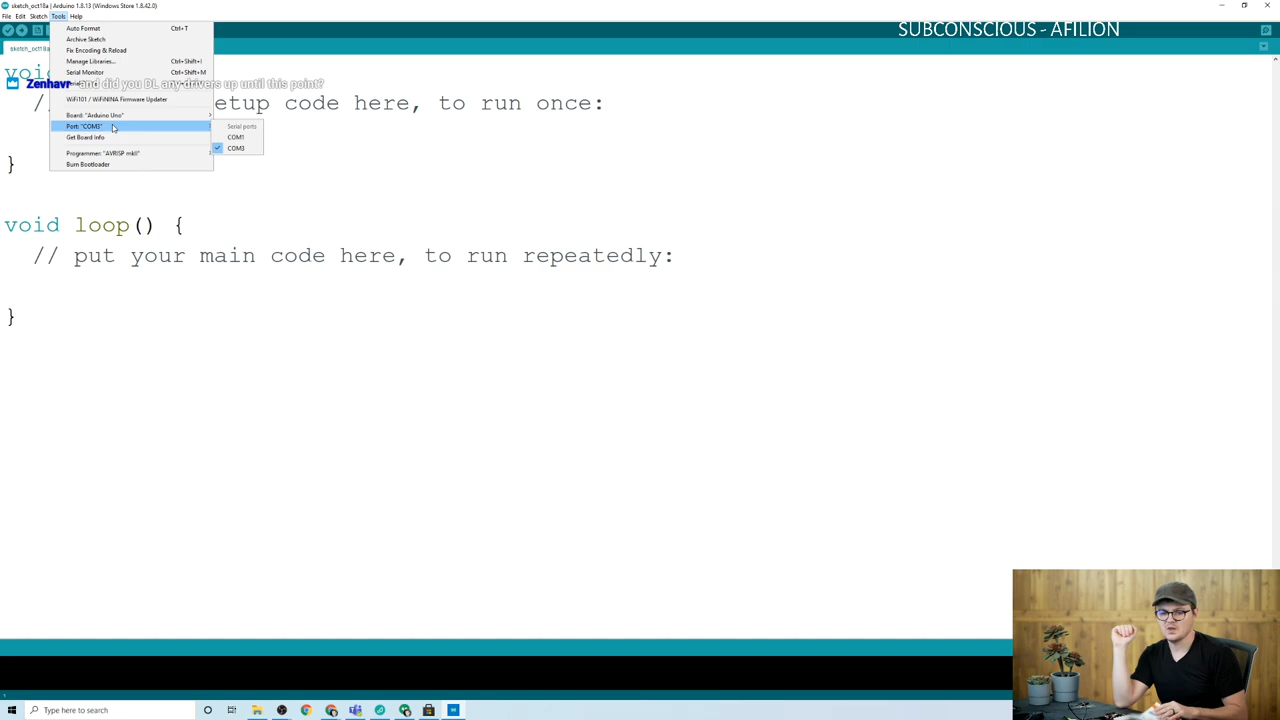 sketch_oct18a | Arduino 1.8.13 (Windows Store 1.8.42.0)
File Edit Sketch Tools Help
SUBCONSCIOUS - AFILION
sketch_oct18a
Auto Format Ctrl+T
Archive Sketch
Fix Encoding & Reload
Manage Libraries... Ctrl+Shift+I
Serial Monitor Ctrl+Shift+M
Zenhavr and did you DL any drivers up until this point?
WiFi101 / WiFiNINA Firmware Updater
Board: "Arduino Uno"
Port: "COM3"
Get Board Info
Programmer: "AVRISP mkII"
Burn Bootloader
Serial ports
COM1
COM3
etup code here, to run once:
}
void loop() {
// put your main code here, to run repeatedly:
}
1
Type here to search